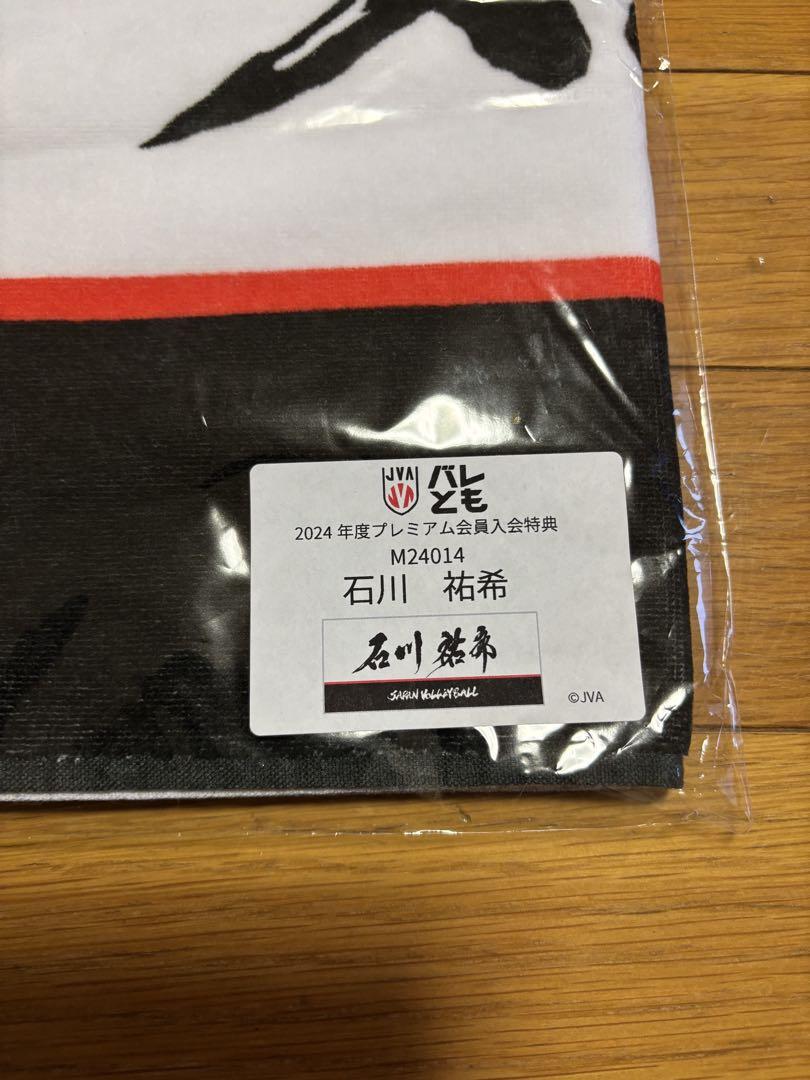 JVA
バレ
とも
2024 年度プレミアム会員入会特典
M24014
石川　祐希
石川 祐希
JAPAN VOLLEYBALL
©JVA